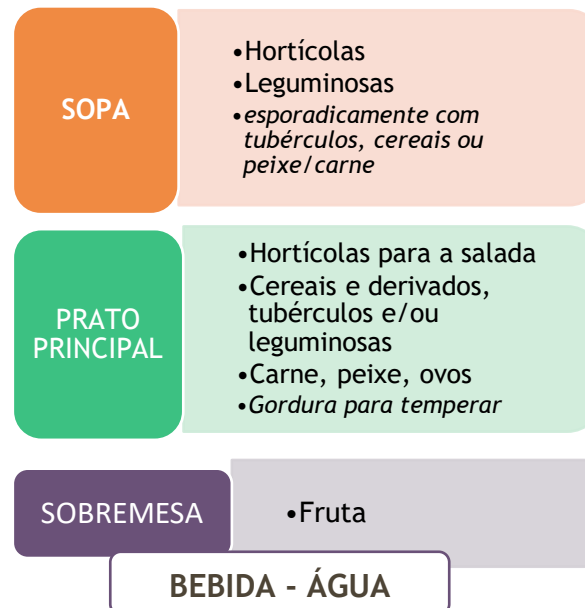 SOPA
•Hortícolas
•Leguminosas
•esporadicamente com
tubérculos, cereais ou
peixe/carne
PRATO
PRINCIPAL
•Hortícolas para a salada
•Cereais e derivados,
tubérculos e/ou
leguminosas
•Carne, peixe, ovos
•Gordura para temperar
SOBREMESA
•Fruta
BEBIDA - ÁGUA